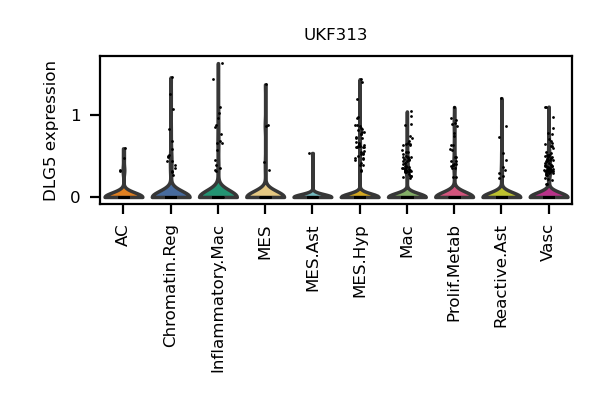 UKF313
DLG5 expression
1
0
AC
Chromatin.Reg
Inflammatory.Mac
MES
MES.Ast
MES.Hyp
Mac
Prolif.Metab
Reactive.Ast
Vasc